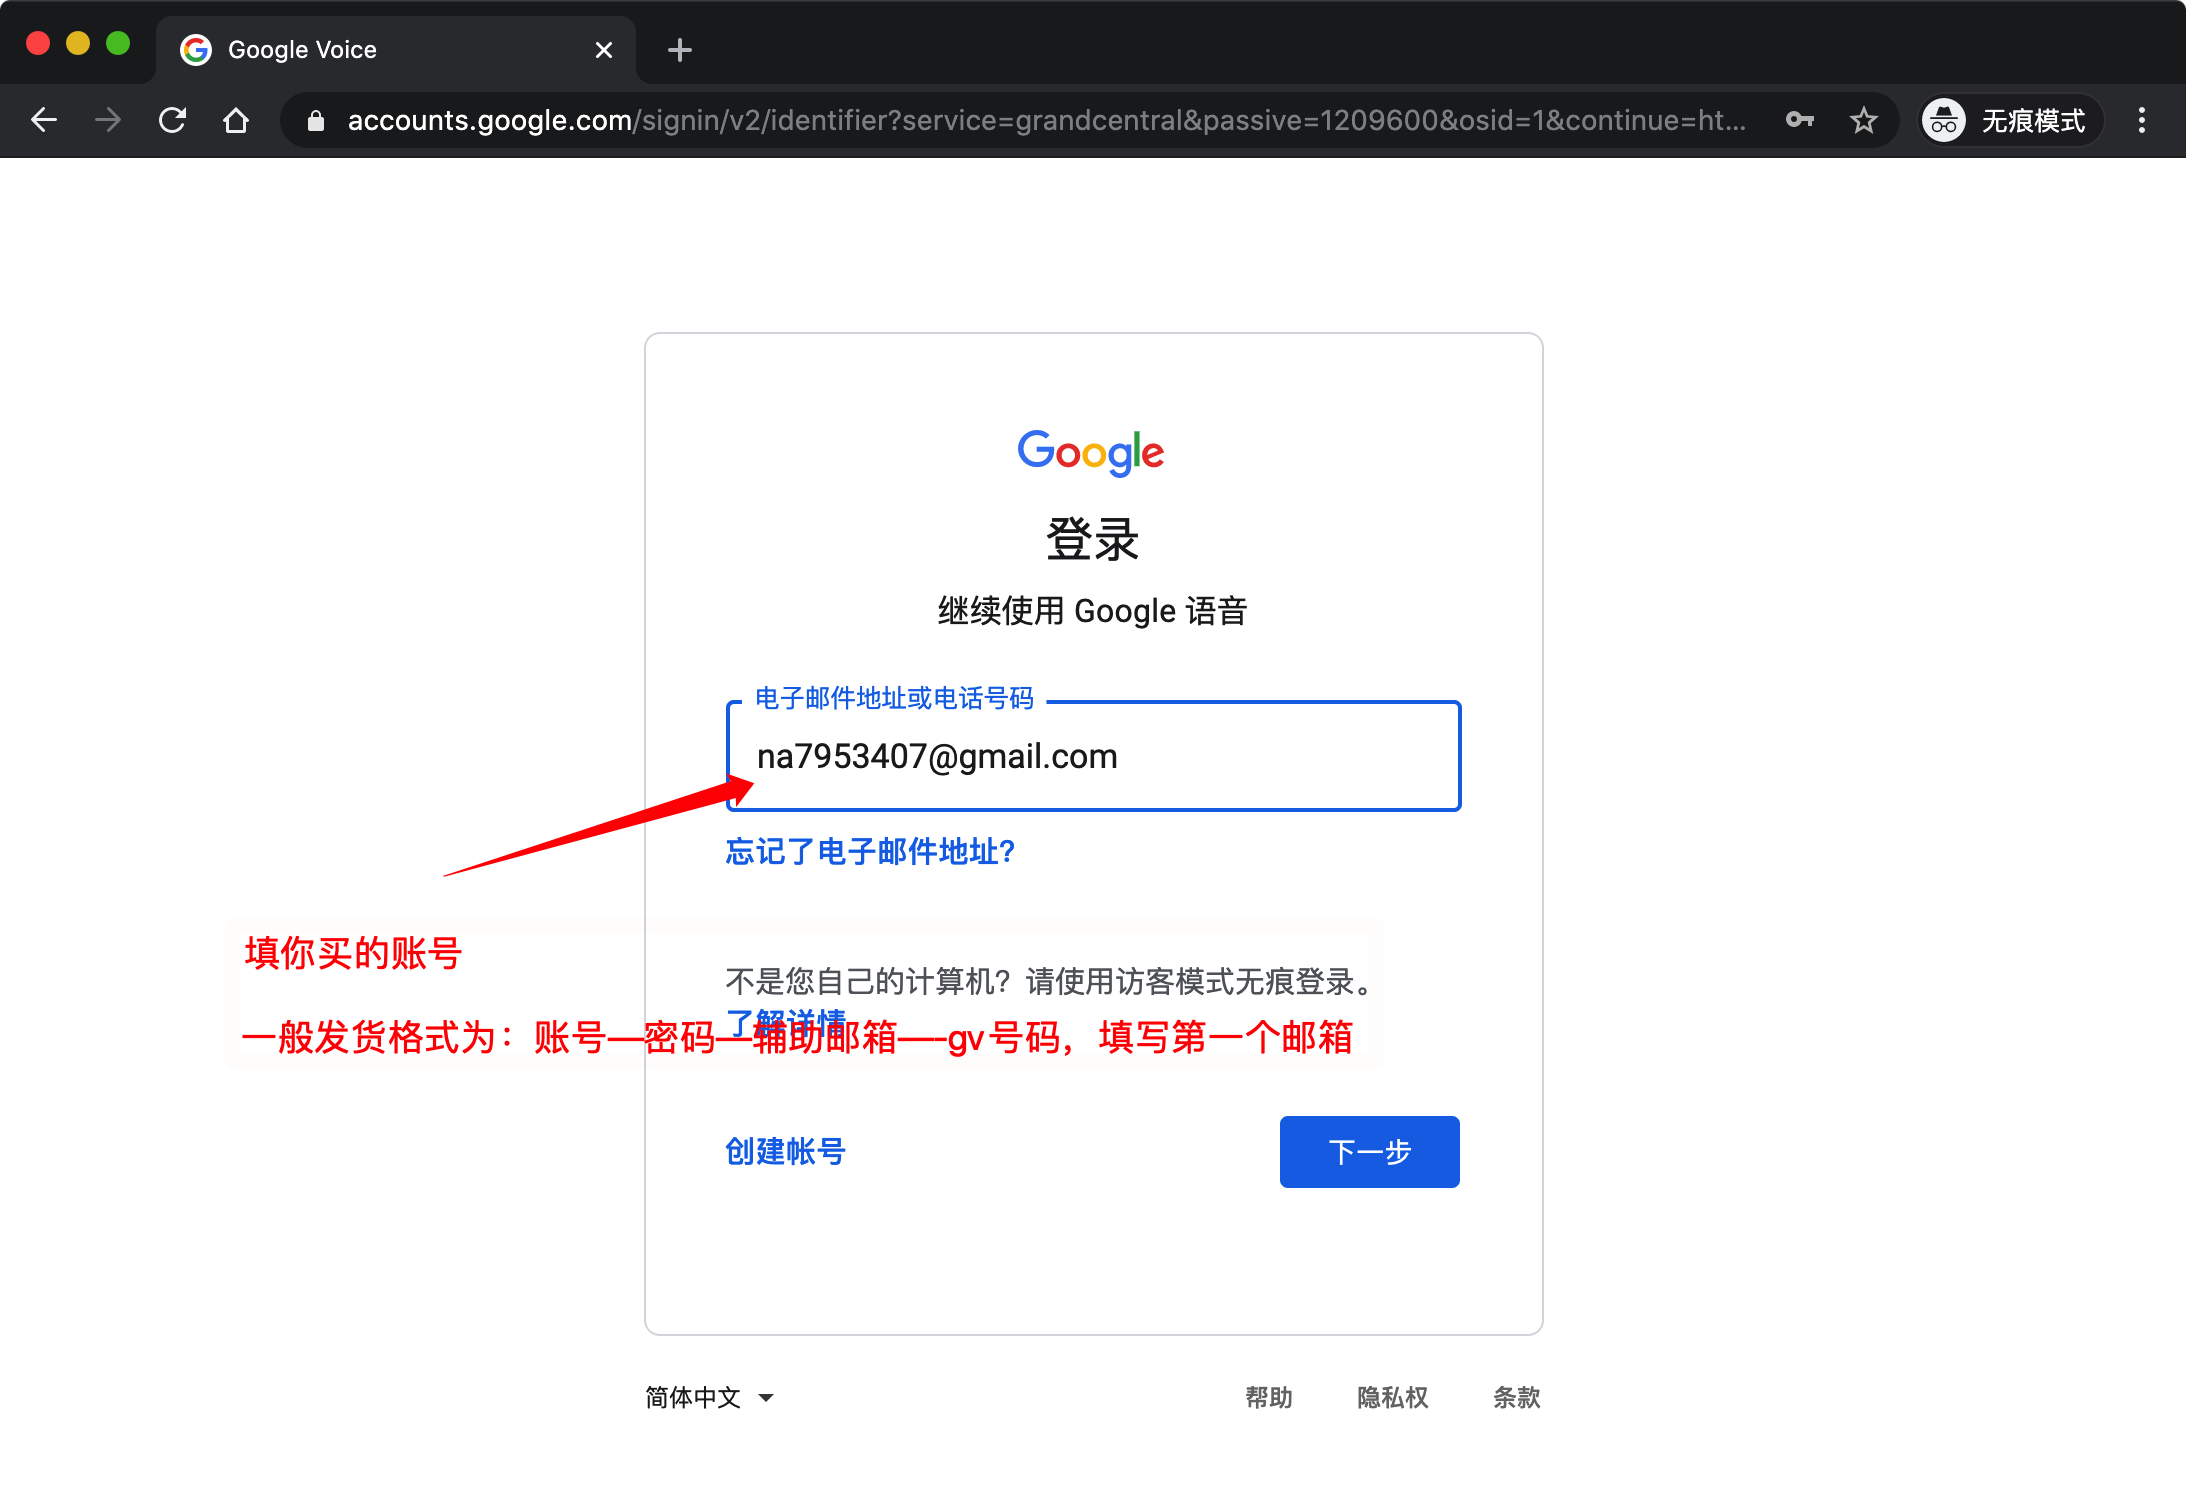 Google Voice
accounts.google.com/signin/v2/identifier?service=grandcentral&passive=1209600&osid=1&continue=ht...
无痕模式
Google
登录
继续使用 Google 语音
电子邮件地址或电话号码
na7953407@gmail.com
忘记了电子邮件地址?
填你买的账号
不是您自己的计算机？请使用访客模式无痕登录。
了解详情
一般发货格式为：账号—密码—辅助邮箱—-gv号码，填写第一个邮箱
创建帐号
下一步
简体中文
帮助
隐私权
条款